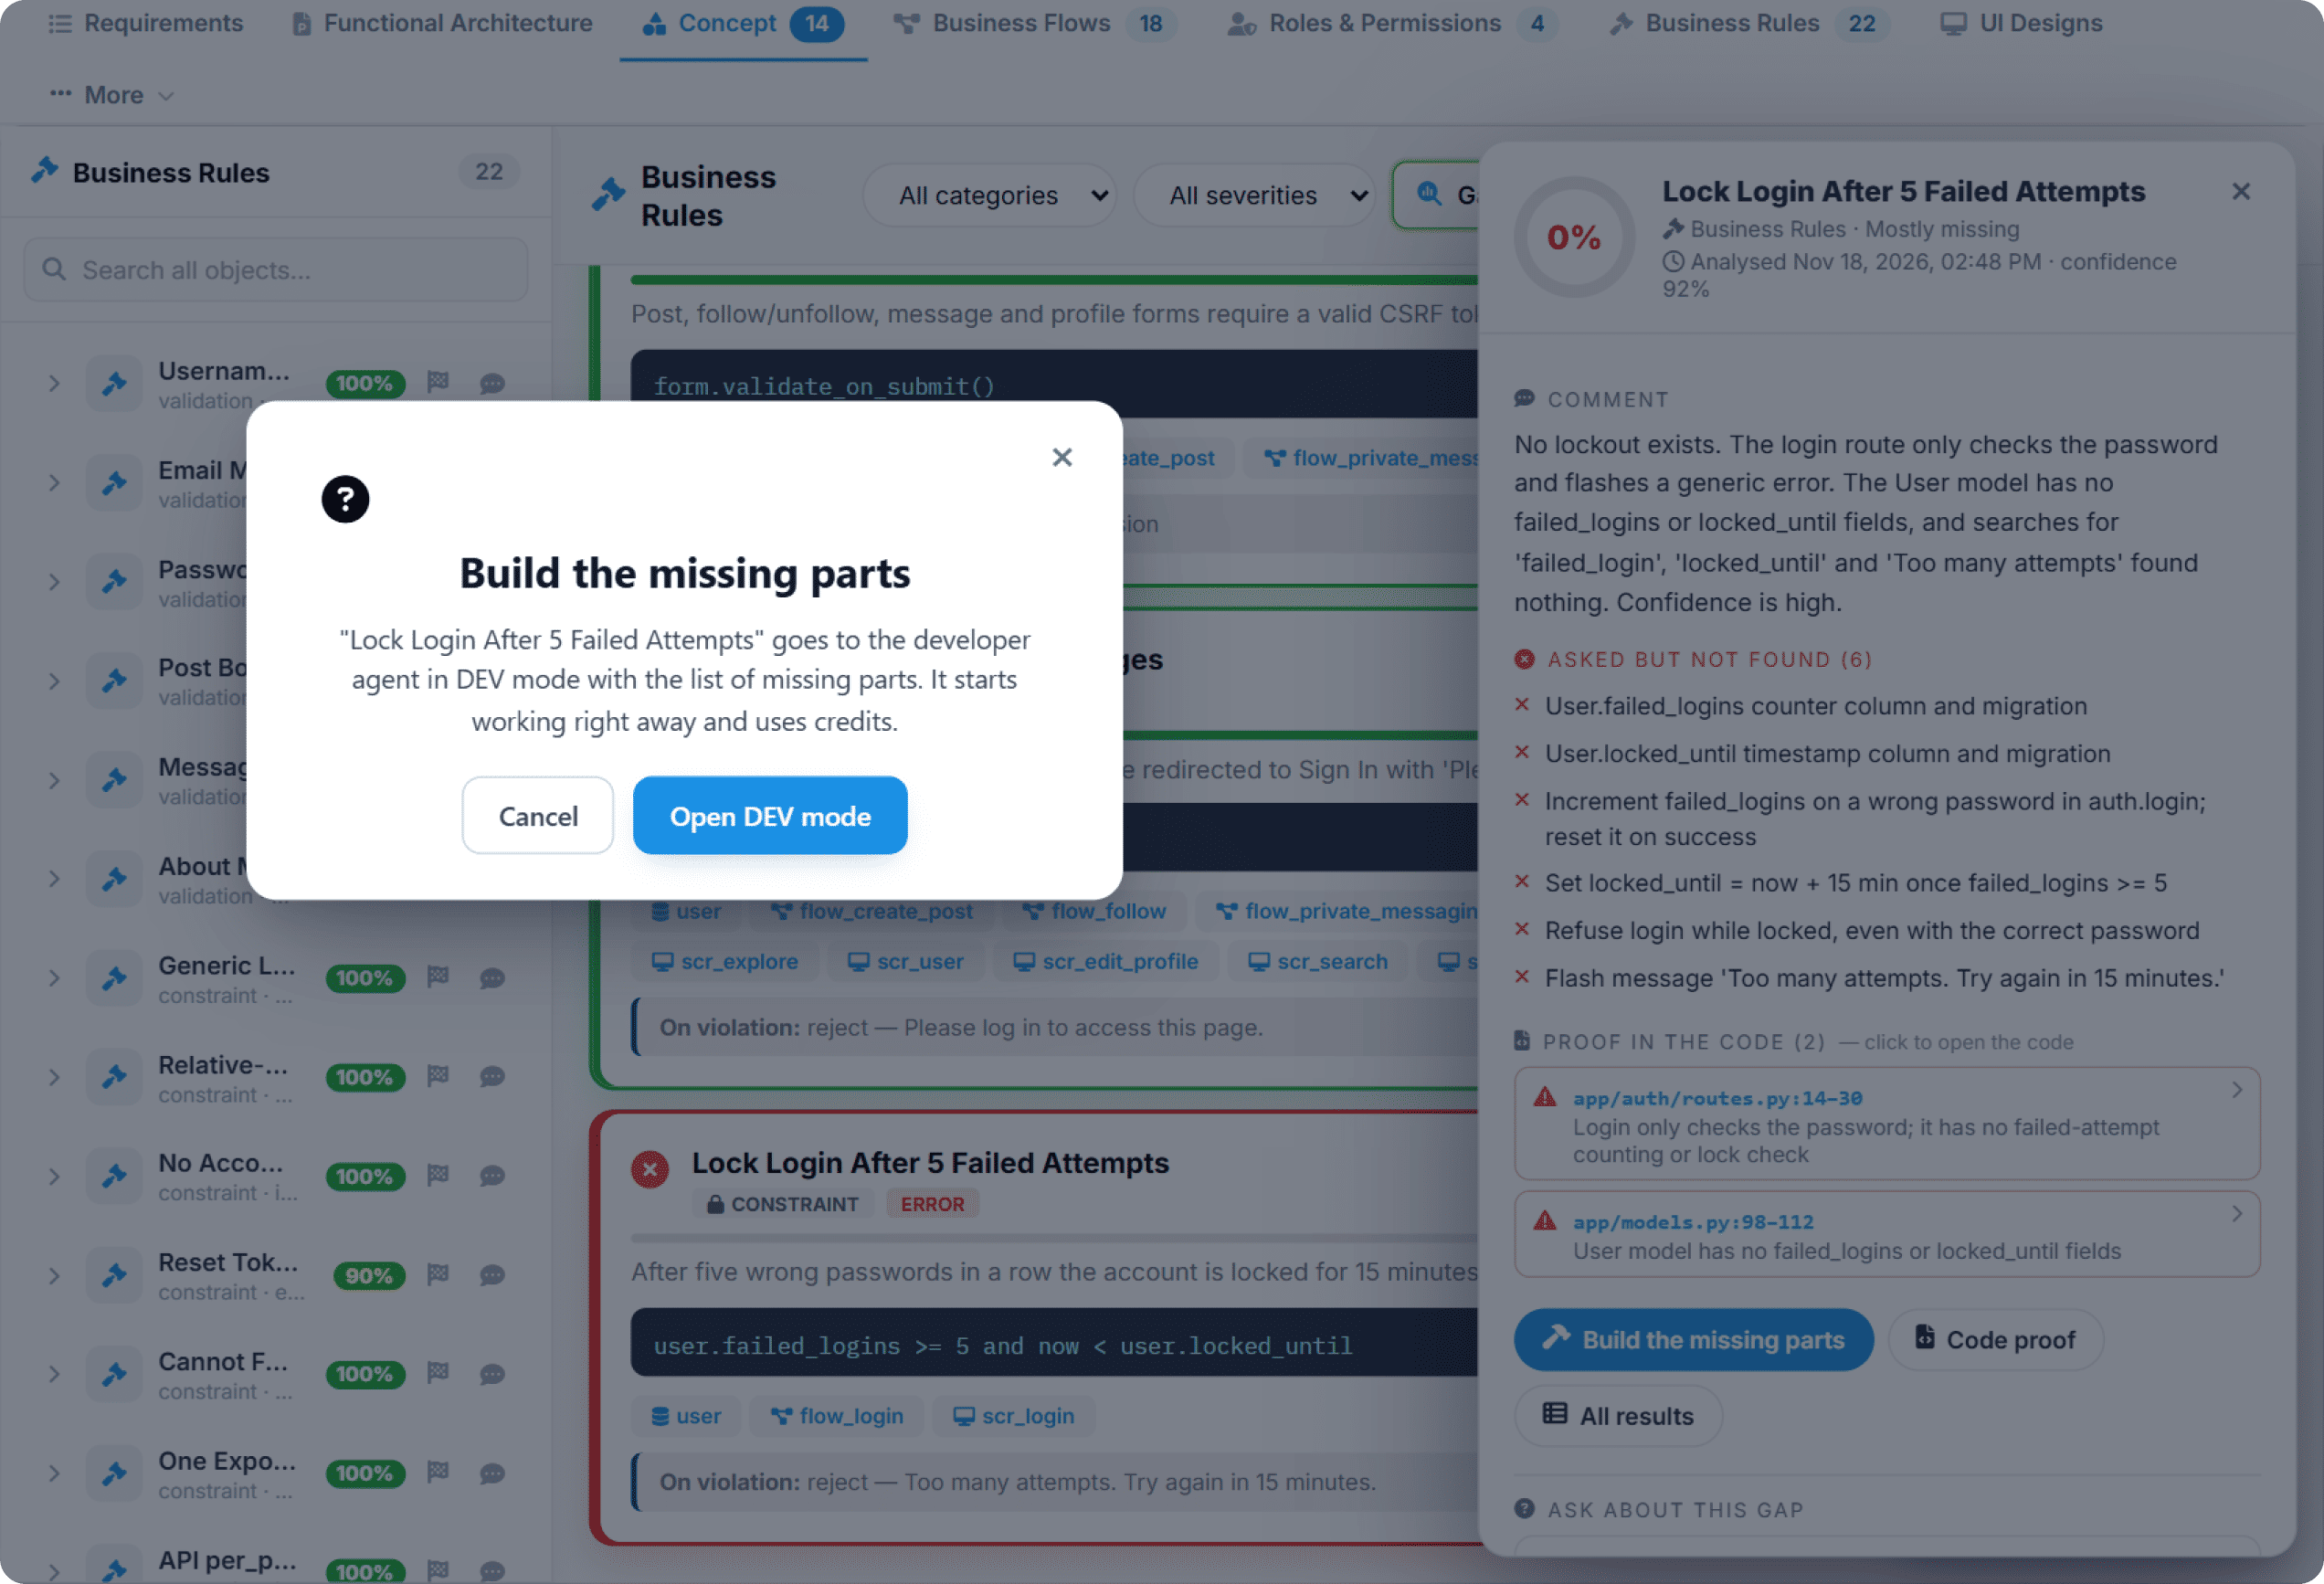 Requirements
Functional Architecture
Concept 14
Business Flows 18
Roles & Permissions 4
Business Rules 22
UI Designs
More
Business Rules 22
Search all objects...
Usernam... 100%
validation ·
Email M
validation
Passwo
validation
Post Bo
validation
Messag
validation
About M
validation · ...
Generic L... 100%
constraint · ...
Relative-... 100%
constraint · ...
No Acco... 100%
constraint · i...
Reset Tok... 90%
constraint · e...
Cannot F... 100%
constraint · ...
One Expo... 100%
constraint · ...
API per_p... 100%
Business
Rules
All categories
All severities
Post, follow/unfollow, message and profile forms require a valid CSRF
form.validate_on_submit()
eate_post
flow_private_mess
sion
ges
e redirected to Sign In with
user
flow_create_post
flow_follow
flow_private_messagin
scr_explore
scr_user
scr_edit_profile
scr_search
On violation: reject — Please log in to access this page.
Lock Login After 5 Failed Attempts
CONSTRAINT
ERROR
After five wrong passwords in a row the account is locked for 15 minutes
user.failed_logins >= 5 and now < user.locked_until
user
flow_login
scr_login
On violation: reject — Too many attempts. Try again in 15 minutes.
Build the missing parts
"Lock Login After 5 Failed Attempts" goes to the developer
agent in DEV mode with the list of missing parts. It starts
working right away and uses credits.
Cancel
Open DEV mode
0%
Lock Login After 5 Failed Attempts
Business Rules · Mostly missing
Analysed Nov 18, 2026, 02:48 PM · confidence
92%
COMMENT
No lockout exists. The login route only checks the password
and flashes a generic error. The User model has no
failed_logins or locked_until fields, and searches for
'failed_login', 'locked_until' and 'Too many attempts' found
nothing. Confidence is high.
ASKED BUT NOT FOUND (6)
User.failed_logins counter column and migration
User.locked_until timestamp column and migration
Increment failed_logins on a wrong password in auth.login;
reset it on success
Set locked_until = now + 15 min once failed_logins >= 5
Refuse login while locked, even with the correct password
Flash message 'Too many attempts. Try again in 15 minutes.'
PROOF IN THE CODE (2) — click to open the code
app/auth/routes.py:14–30
Login only checks the password; it has no failed-attempt
counting or lock check
app/models.py:98–112
User model has no failed_logins or locked_until fields
Build the missing parts
Code proof
All results
ASK ABOUT THIS GAP